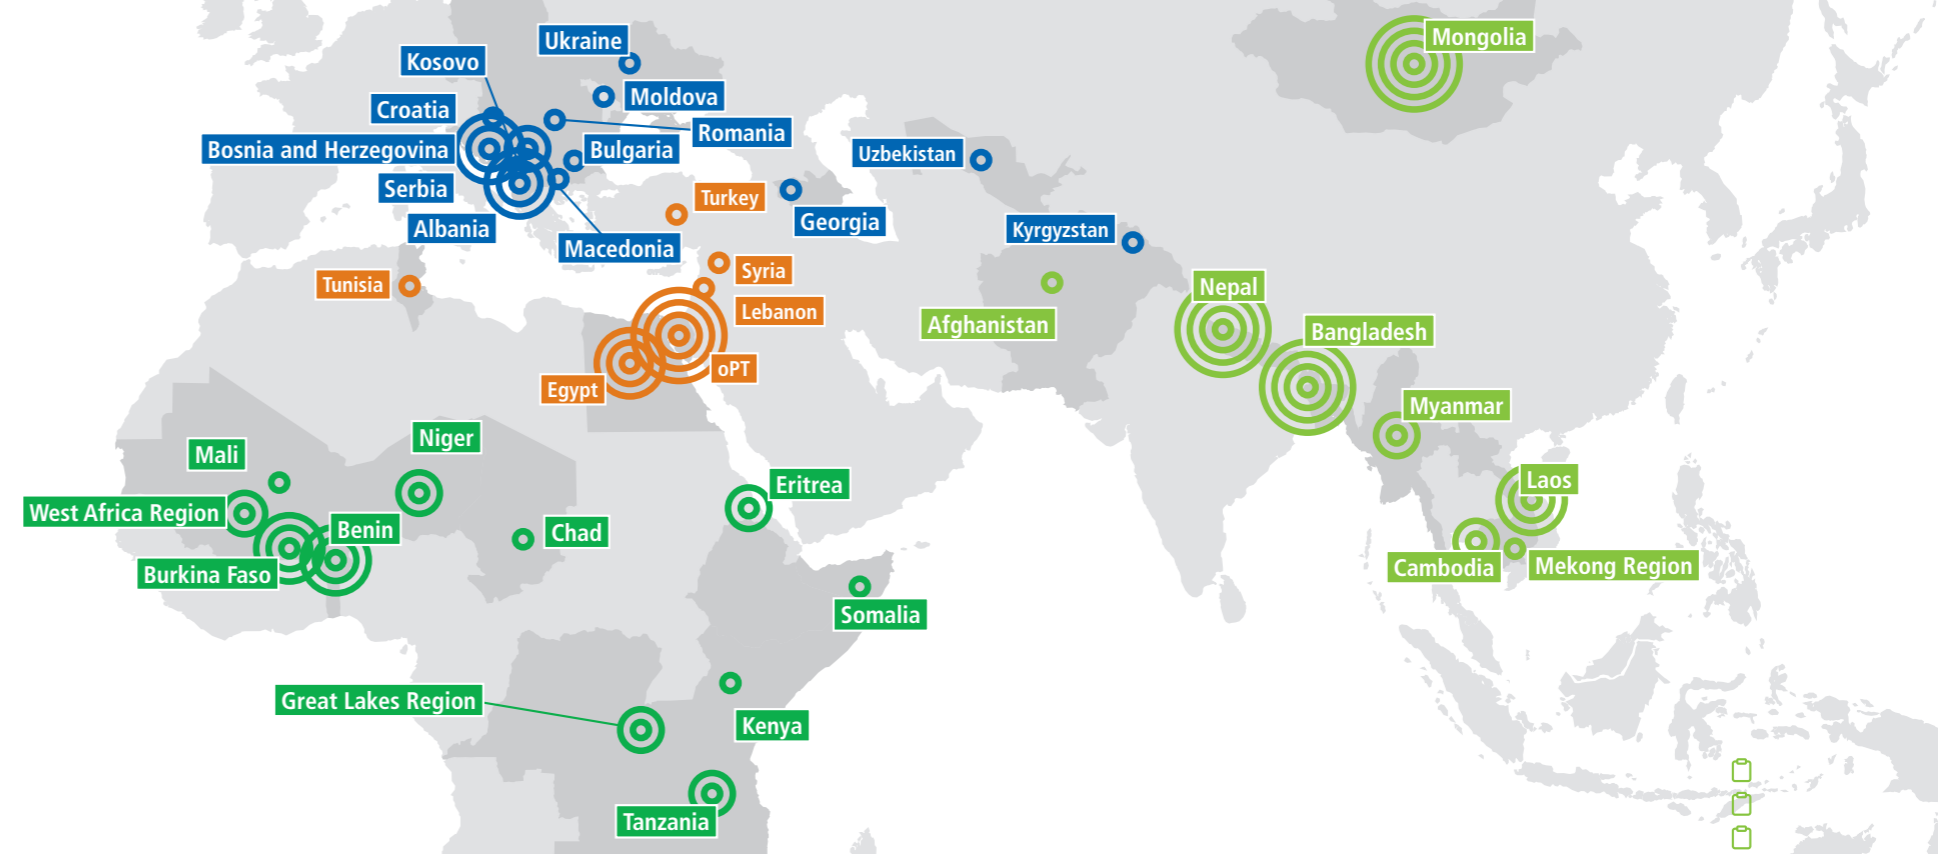 Mongolia
Ukraine
Kosovo
Moldova
Croatia
Romania
Bosnia and Herzegovina
Bulgaria
Uzbekistan
Serbia
Turkey
Georgia
Albania
Kyrgyzstan
Macedonia
Syria
Tunisia
Nepal
Lebanon
Afghanistan
Bangladesh
oPT
Egypt
Myanmar
Niger
Mali
Laos
Eritrea
West Africa Region
Benin
Chad
Burkina Faso
Cambodia
Mekong Region
Somalia
Great Lakes Region
Kenya
Tanzania